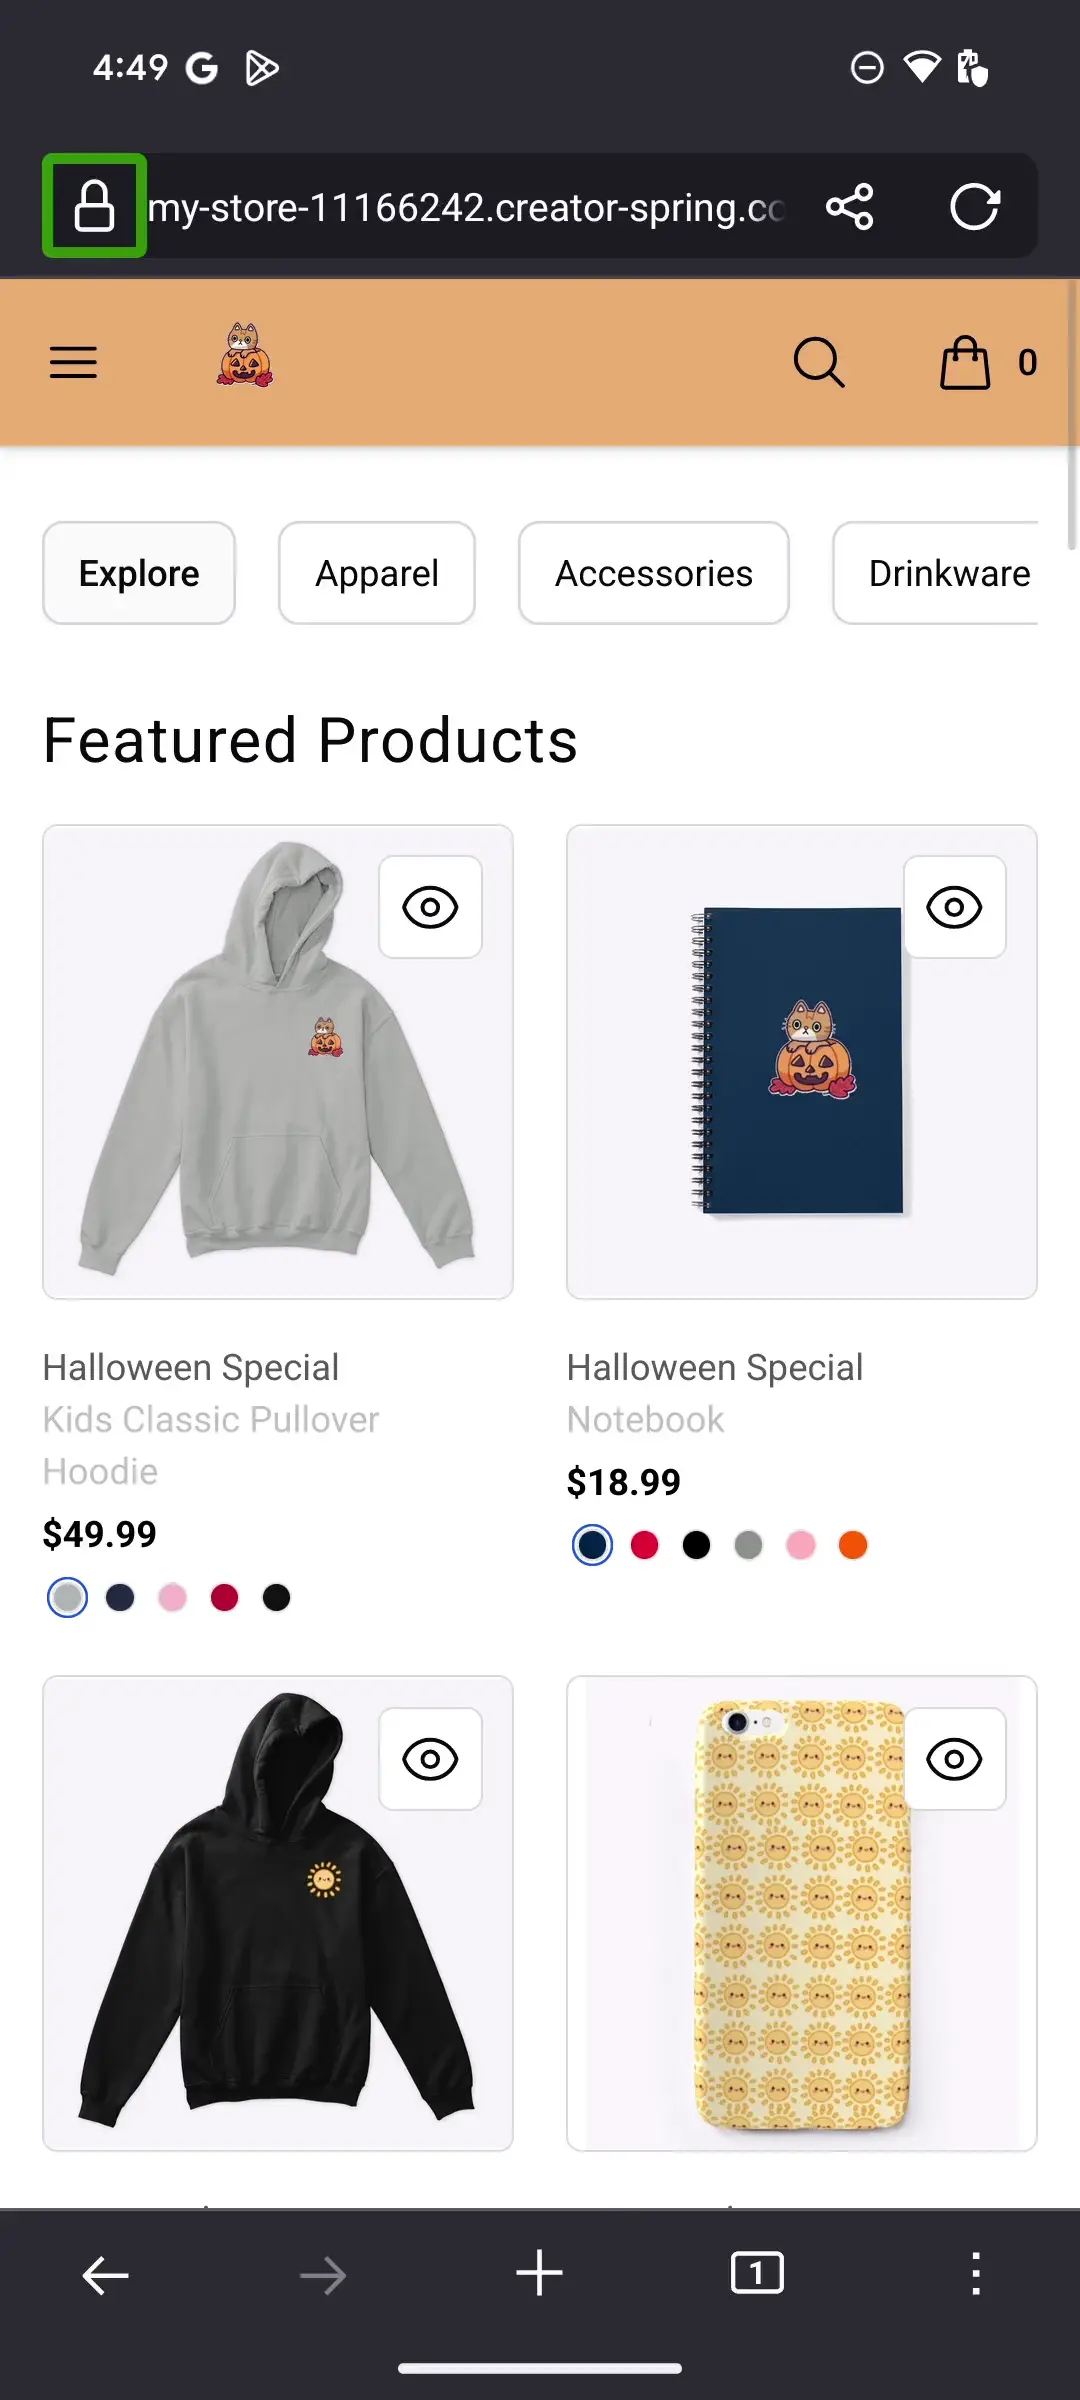 4:49
my-store-11166242.creator-spring.co
0
Explore
Apparel
Accessories
Drinkware
Featured Products
Halloween Special
Kids Classic Pullover
Hoodie
$49.99
Halloween Special
Notebook
$18.99
1